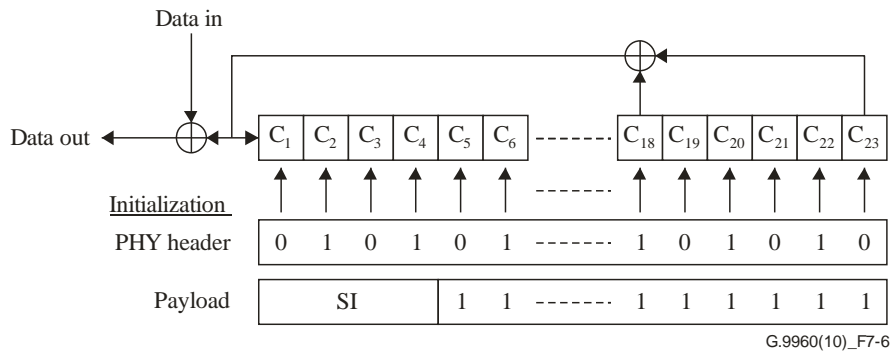 Data in
Data out
C1 C2 C3 C4 C5 C6 C18 C19 C20 C21 C22 C23
Initialization
PHY header 0 1 0 1 0 1 1 0 1 0 1 0
Payload SI 1 1 1 1 1 1 1 1
G.9960(10)_F7-6